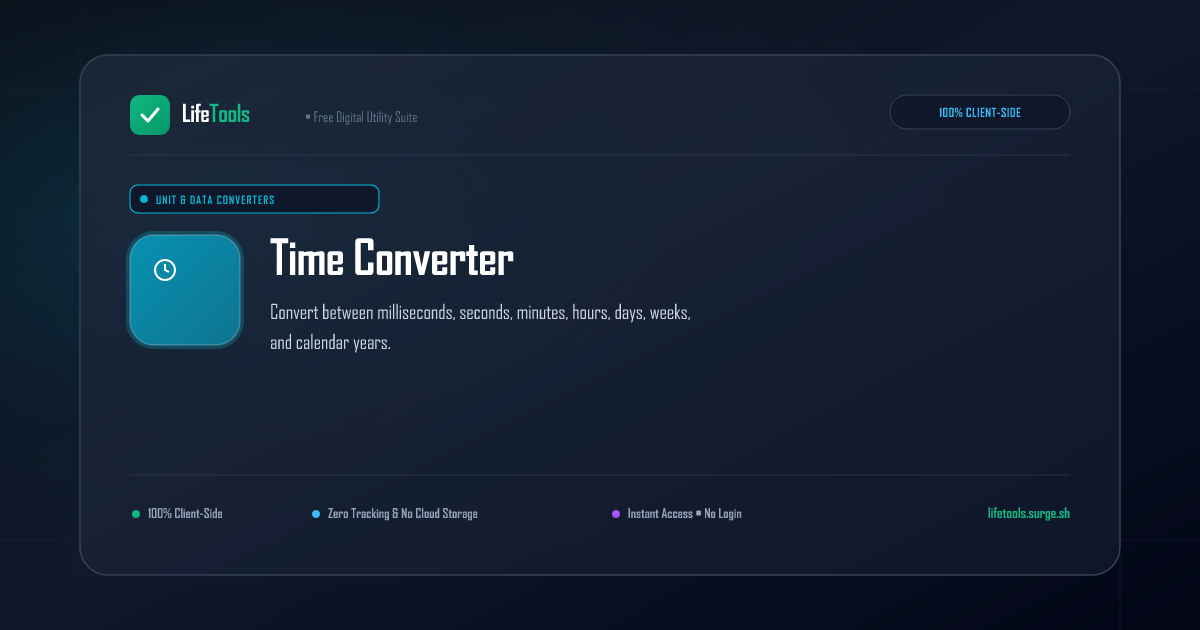 LifeTools
▪ Free Digital Utility Suite
100% CLIENT-SIDE
UNIT & DATA CONVERTERS
Time Converter
Convert between milliseconds, seconds, minutes, hours, days, weeks,
and calendar years.
100% Client-Side
Zero Tracking & No Cloud Storage
Instant Access ▪ No Login
lifetools.surge.sh